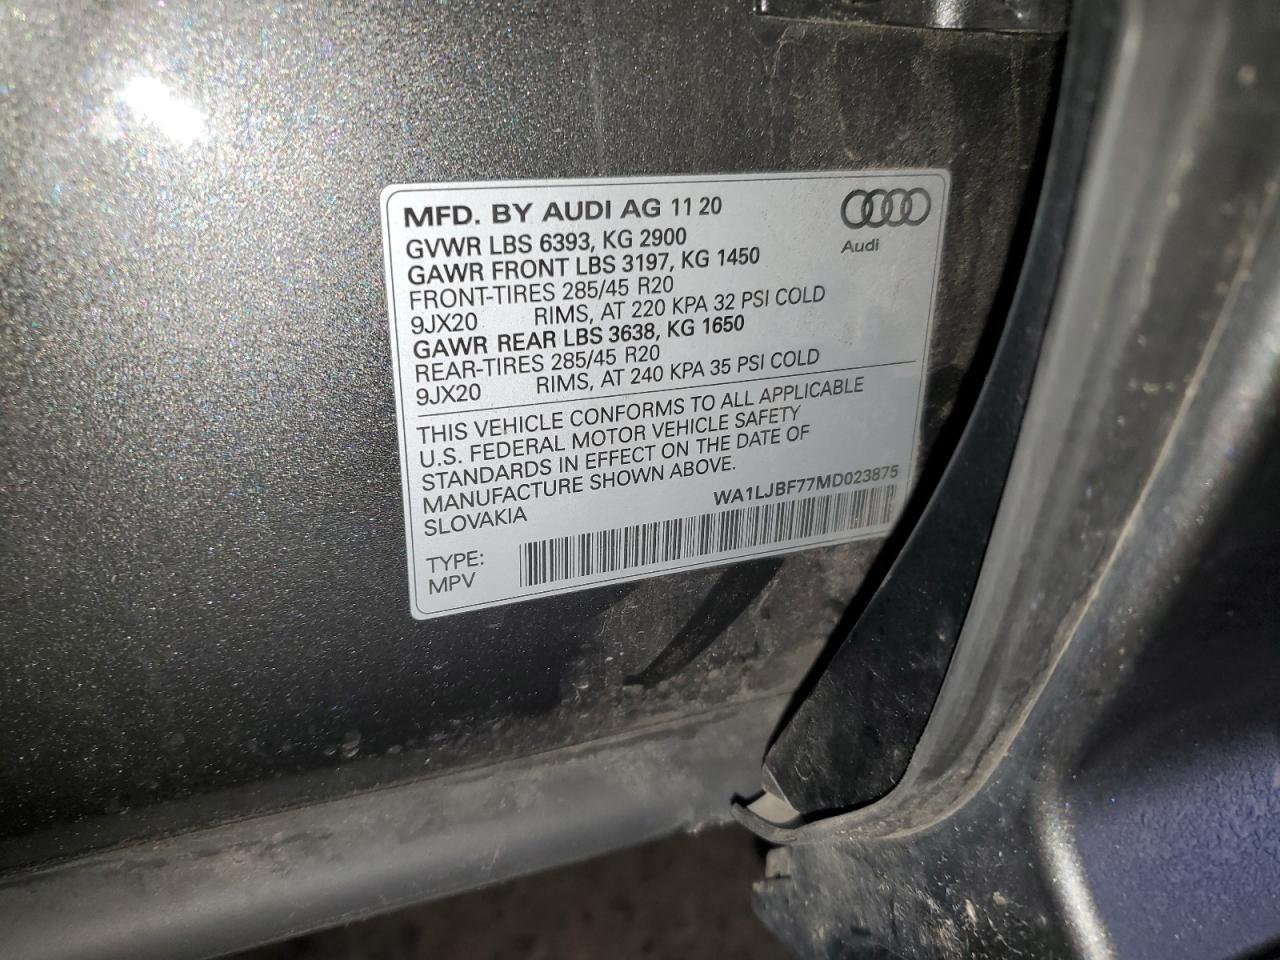 MFD. BY AUDI AG 11 20
Audi
GVWR LBS 6393, KG 2900
GAWR FRONT LBS 3197, KG 1450
FRONT-TIRES 285/45 R20
9JX20 RIMS, AT 220 KPA 32 PSI COLD
GAWR REAR LBS 3638, KG 1650
REAR-TIRES 285/45 R20
9JX20 RIMS, AT 240 KPA 35 PSI COLD
THIS VEHICLE CONFORMS TO ALL APPLICABLE
U.S. FEDERAL MOTOR VEHICLE SAFETY
STANDARDS IN EFFECT ON THE DATE OF
MANUFACTURE SHOWN ABOVE.
SLOVAKIA
WA1LJBF77MD023875
TYPE:
MPV